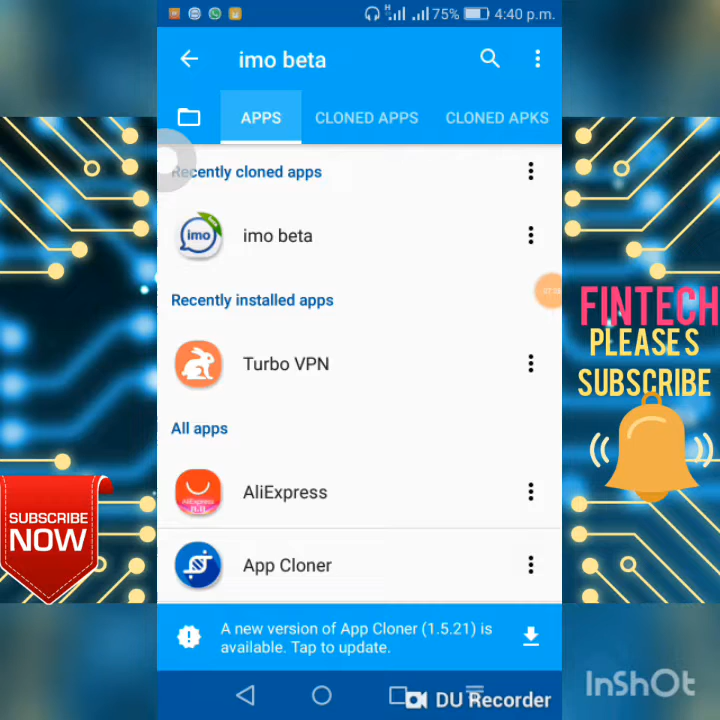 H
75%
4:40 p.m.
imo beta
APPS
CLONED APPS
CLONED APKS
Recently cloned apps
imo
imo beta
Recently installed apps
Turbo VPN
All apps
AliExpress
AliExpress
App Cloner
A new version of App Cloner (1.5.21) is
available. Tap to update.
DU Recorder
SUBSCRIBE
NOW
FINTECH
PLEASE S
SUBSCRIBE
InShOt